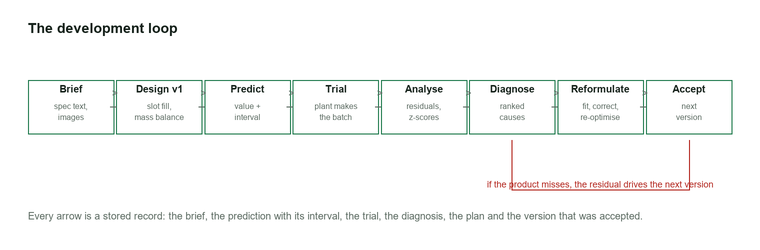 The development loop
Brief
spec text,
images
Design v1
slot fill,
mass balance
Predict
value +
interval
Trial
plant makes
the batch
Analyse
residuals,
z-scores
Diagnose
ranked
causes
Reformulate
fit, correct,
re-optimise
Accept
next
version
if the product misses, the residual drives the next version
Every arrow is a stored record: the brief, the prediction with its interval, the trial, the diagnosis, the plan and the version that was accepted.